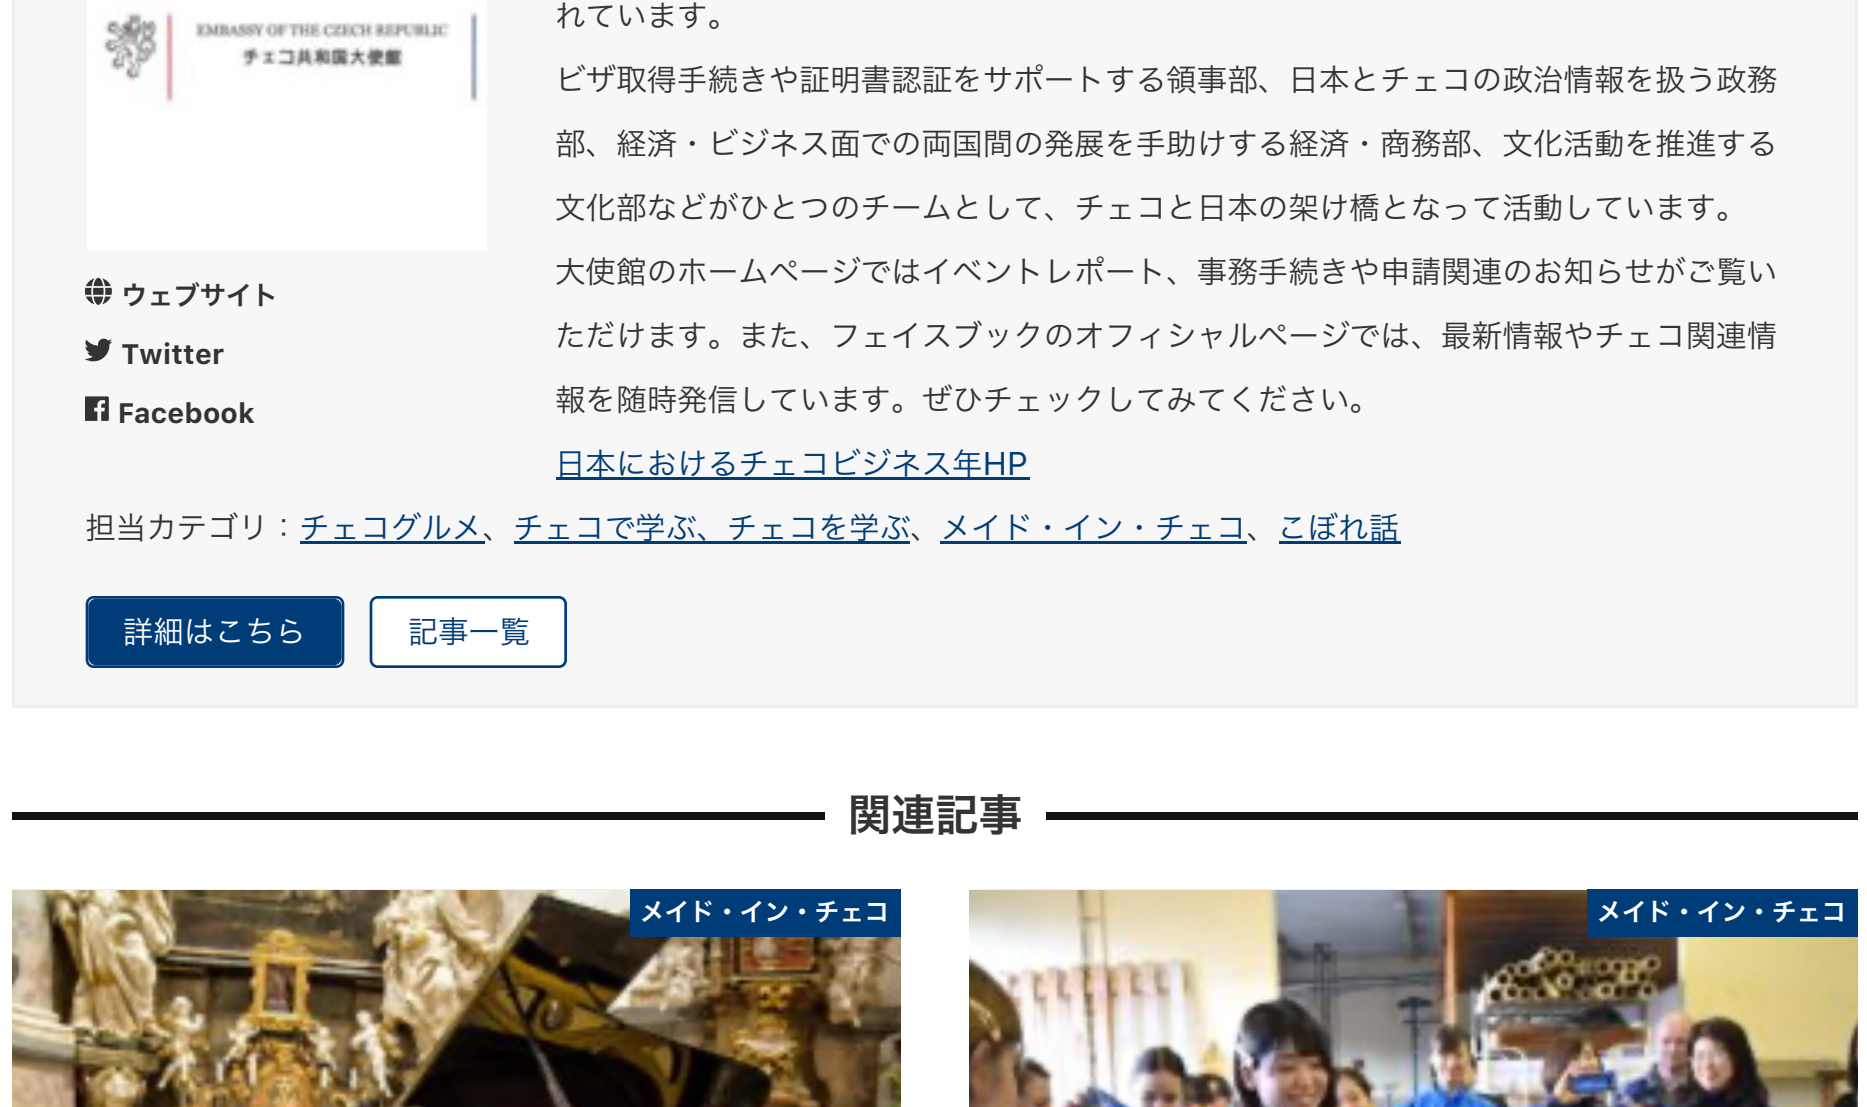 EMBASSY OF THE CZECH REPUBLIC
チェコ共和国大使館
ウェブサイト
Twitter
Facebook
れています。
ビザ取得手続きや証明書認証をサポートする領事部、日本とチェコの政治情報を扱う政務
部、経済・ビジネス面での両国間の発展を手助けする経済・商務部、文化活動を推進する
文化部などがひとつのチームとして、チェコと日本の架け橋となって活動しています。
大使館のホームページではイベントレポート、事務手続きや申請関連のお知らせがご覧い
ただけます。また、フェイスブックのオフィシャルページでは、最新情報やチェコ関連情
報を随時発信しています。ぜひチェックしてみてください。
日本におけるチェコビジネス年HP
担当カテゴリ：チェコグルメ、チェコで学ぶ、チェコを学ぶ、メイド・イン・チェコ、こぼれ話
詳細はこちら
記事一覧
関連記事
メイド・イン・チェコ
メイド・イン・チェコ